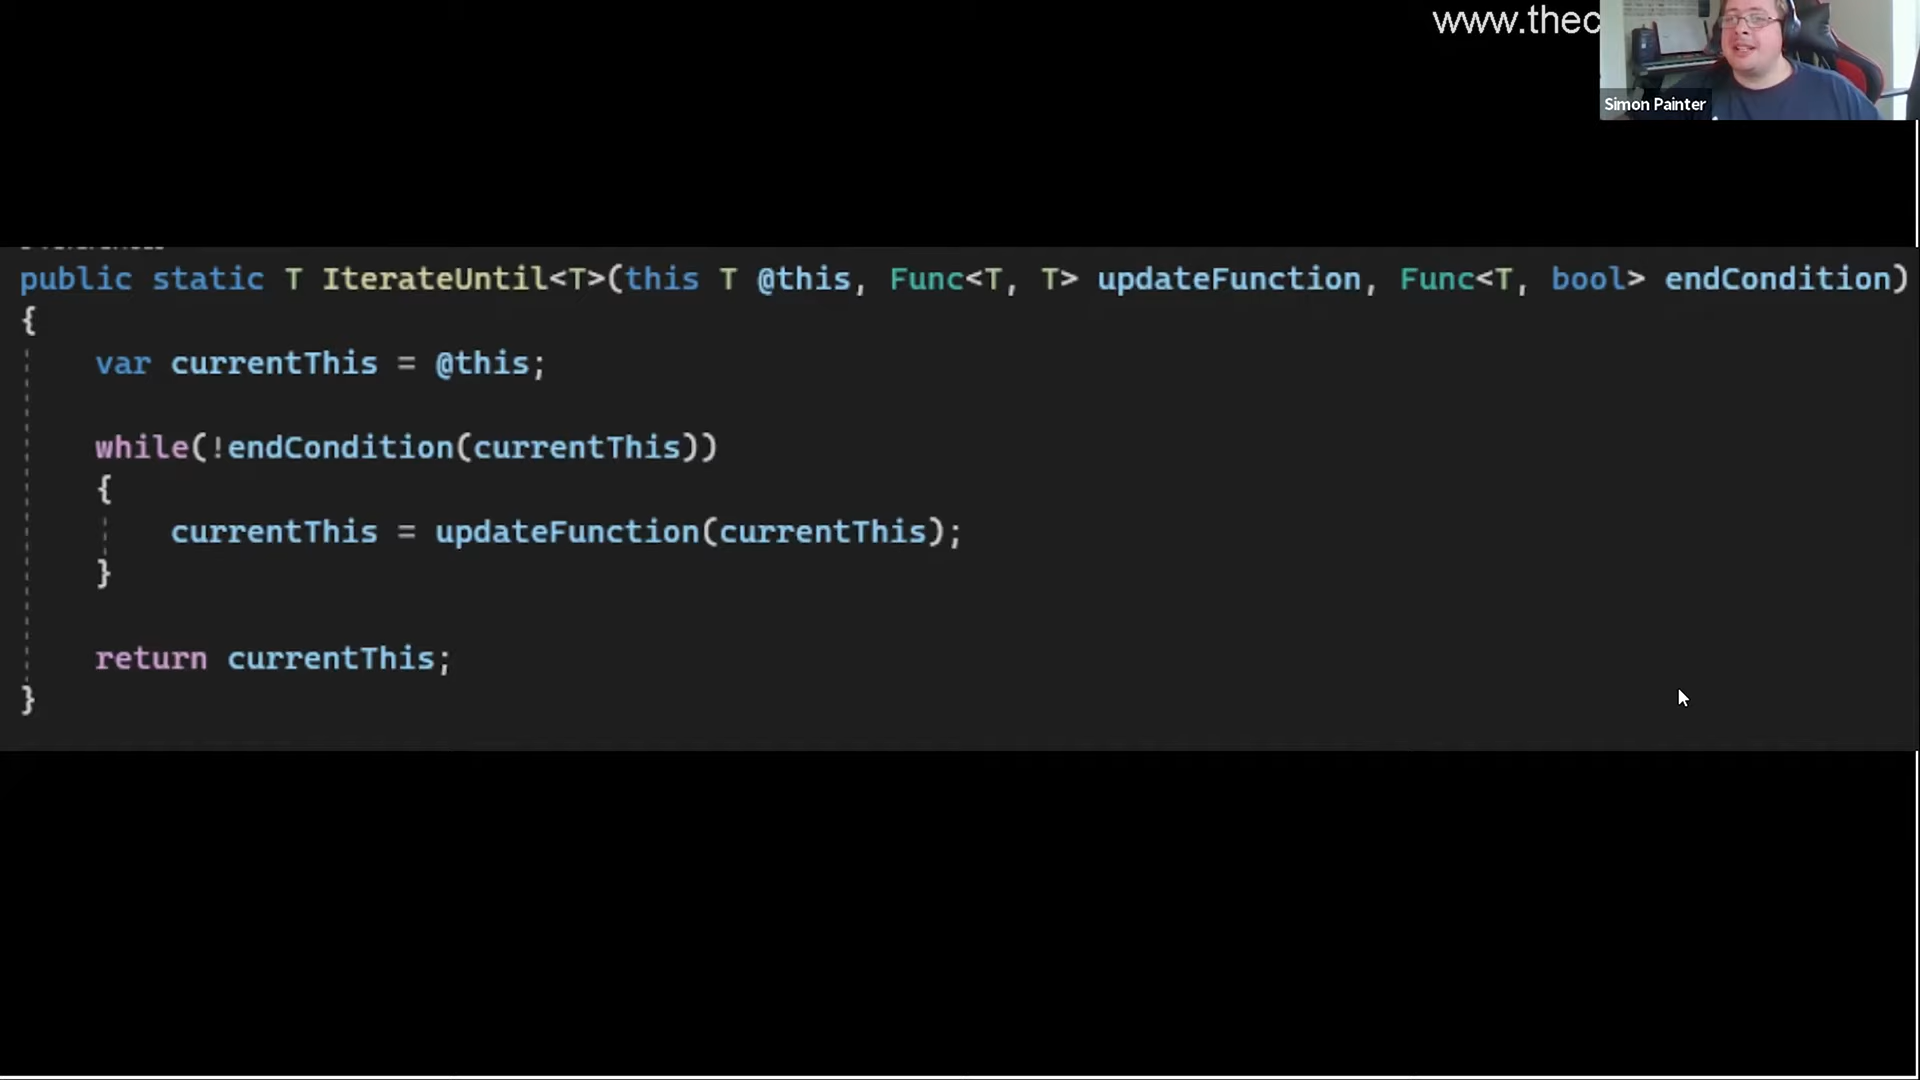 www.thec
Simon Painter
public static T IterateUntil<T>(this T @this, Func<T, T> updateFunction, Func<T, bool> endCondition)
{
var currentThis = @this;
while(!endCondition(currentThis))
{
currentThis = updateFunction(currentThis);
}
return currentThis;
}